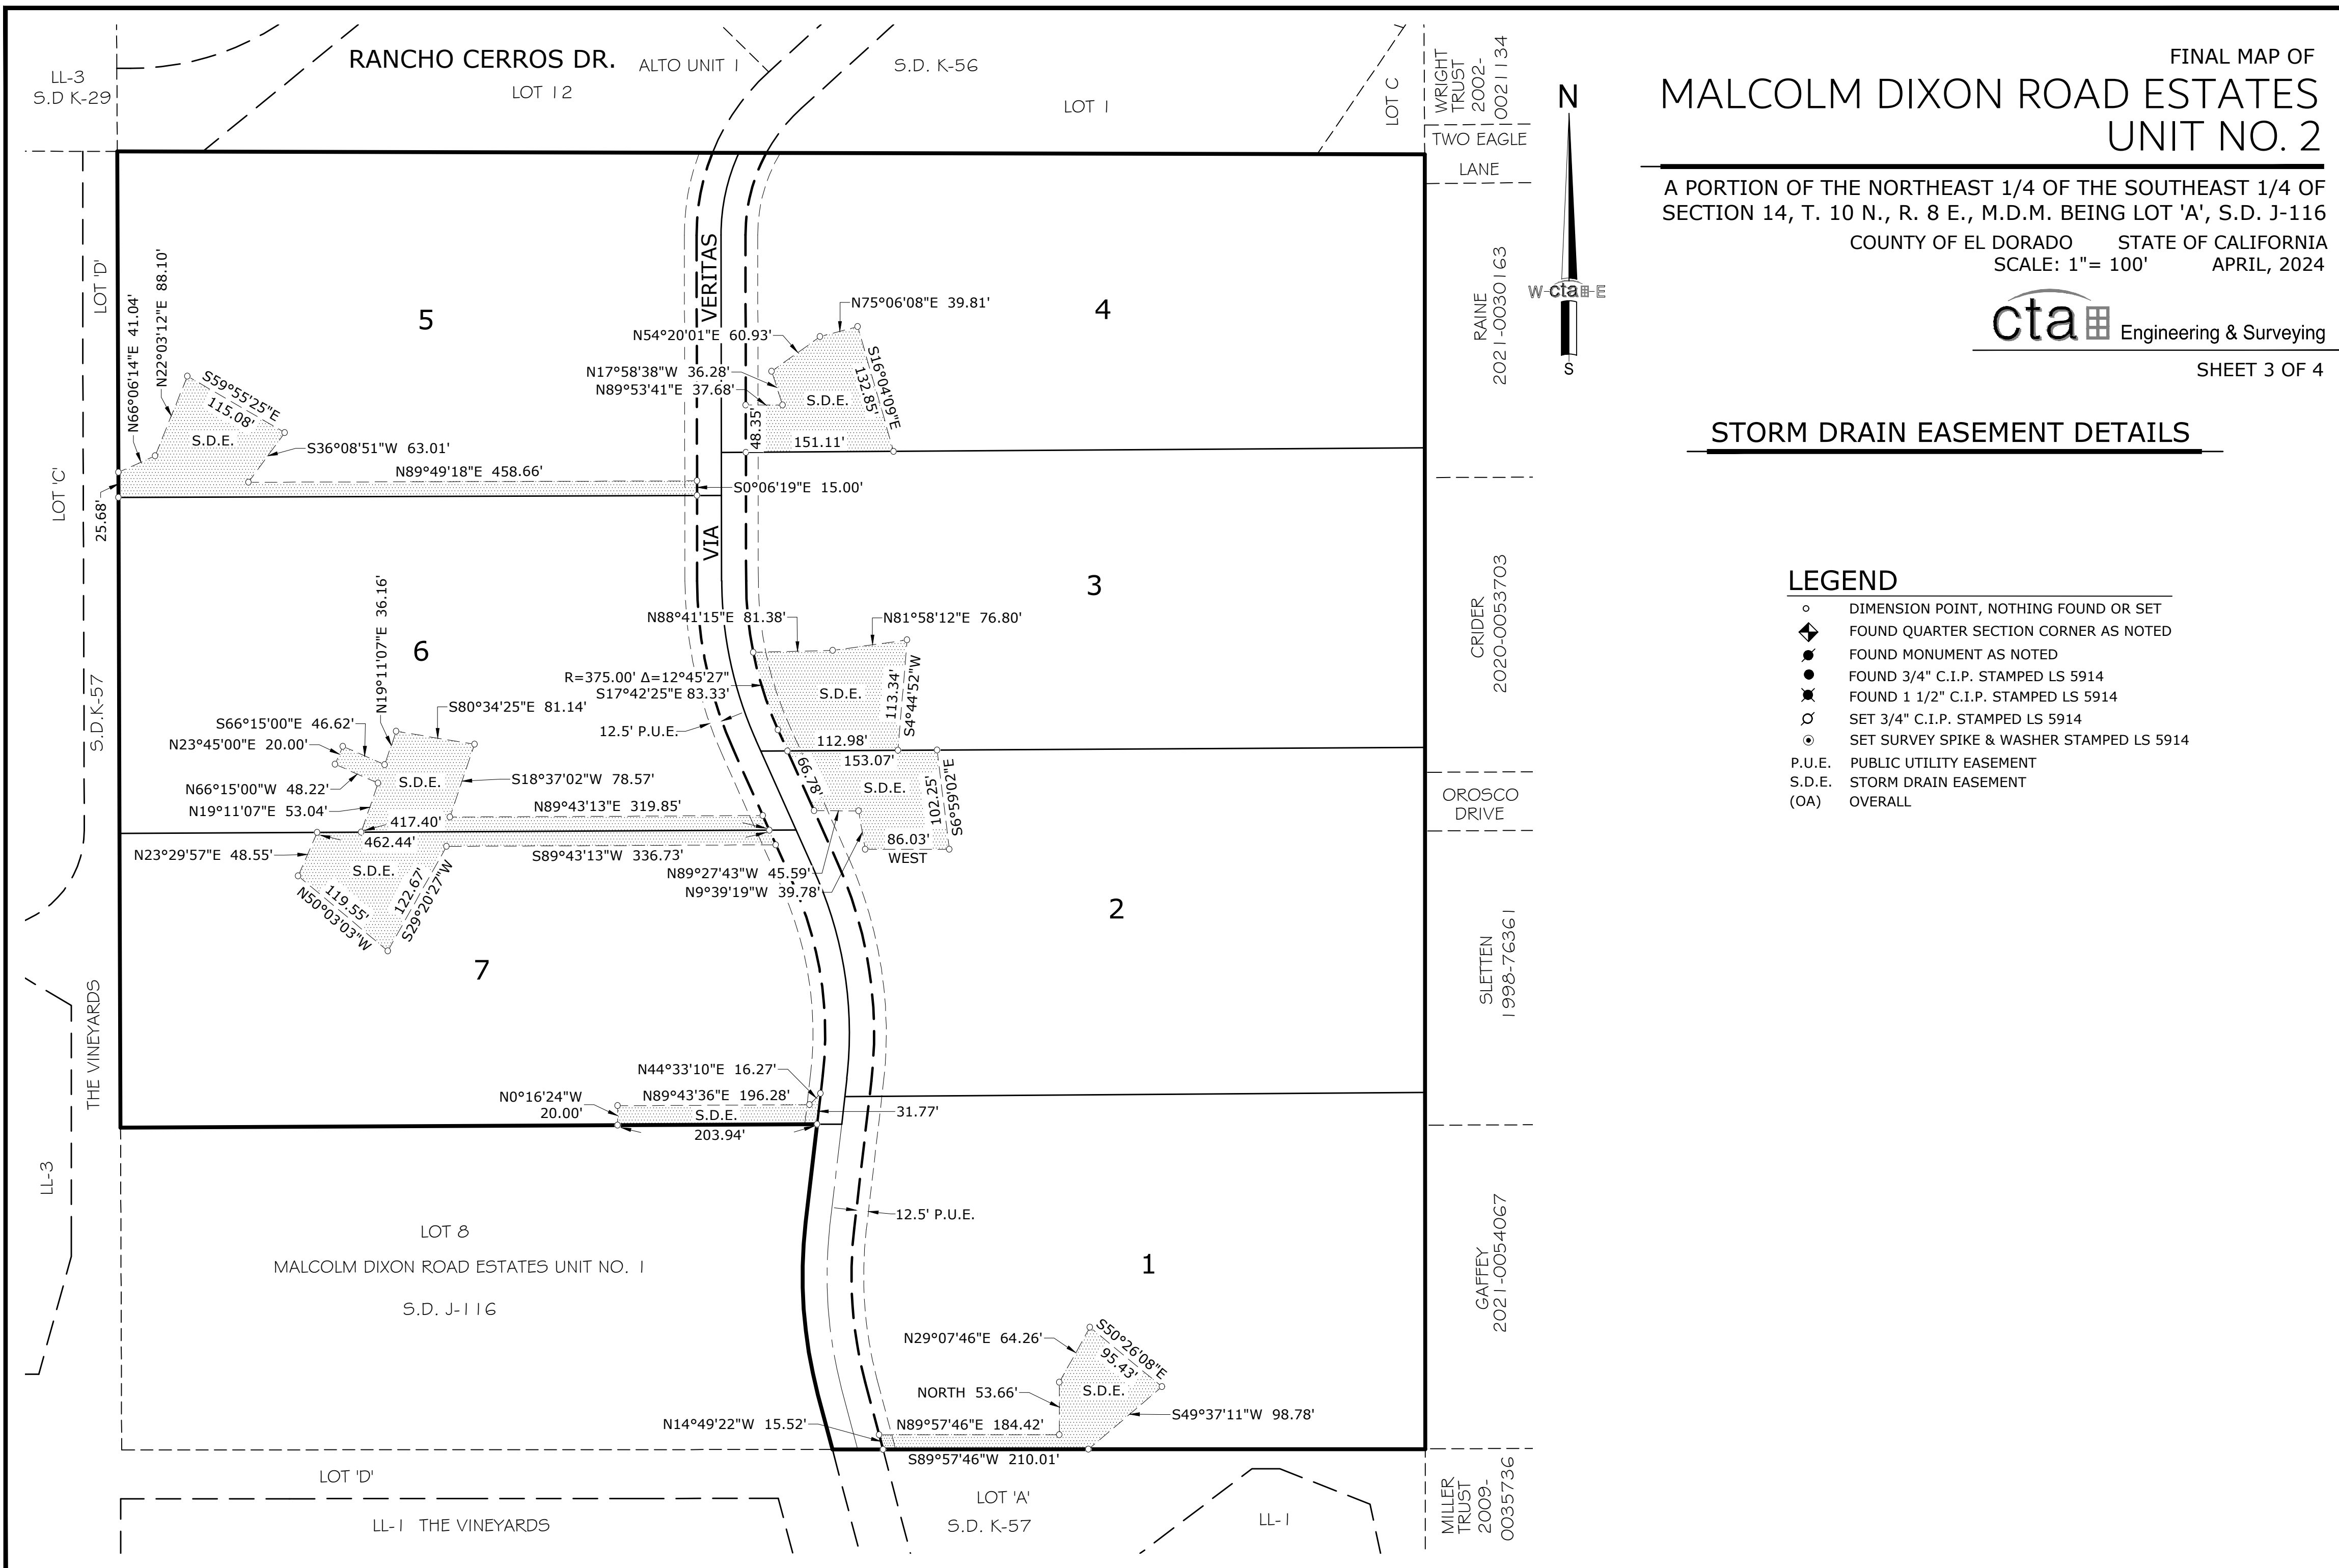 FINAL MAP OF
MALCOLM DIXON ROAD ESTATES
UNIT NO. 2
A PORTION OF THE NORTHEAST 1/4 OF THE SOUTHEAST 1/4 OF
SECTION 14, T. 10 N., R. 8 E., M.D.M. BEING LOT 'A', S.D. J-116
COUNTY OF EL DORADO STATE OF CALIFORNIA
SCALE: 1"= 100' APRIL, 2024
cta Engineering & Surveying
SHEET 3 OF 4
STORM DRAIN EASEMENT DETAILS
LEGEND
DIMENSION POINT, NOTHING FOUND OR SET
FOUND QUARTER SECTION CORNER AS NOTED
FOUND MONUMENT AS NOTED
FOUND 3/4" C.I.P. STAMPED LS 5914
FOUND 1 1/2" C.I.P. STAMPED LS 5914
SET 3/4" C.I.P. STAMPED LS 5914
SET SURVEY SPIKE & WASHER STAMPED LS 5914
P.U.E. PUBLIC UTILITY EASEMENT
S.D.E. STORM DRAIN EASEMENT
(OA) OVERALL
N
W-cta-E
S
LL-3
S.D K-29
RANCHO CERROS DR.
LOT 12
ALTO UNIT 1
S.D. K-56
LOT 1
LOT C
WRIGHT
TRUST
2002-
0021134
TWO EAGLE
LANE
RAINE
2021-0030163
CRIDER
2020-0053703
OROSCO
DRIVE
SLETTEN
1998-76361
GAFFEY
2021-0054067
MILLER
TRUST
2009-
0035736
LOT 'D'
LOT 'C'
S.D.K-57
THE VINEYARDS
LL-3
5
N66°06'14"E 41.04'
N22°03'12"E 88.10'
S59°55'25"E
115.08'
S.D.E.
S36°08'51"W 63.01'
N89°49'18"E 458.66'
S0°06'19"E 15.00'
25.68'
VERITAS
VIA
4
N75°06'08"E 39.81'
N54°20'01"E 60.93'
N17°58'38"W 36.28'
N89°53'41"E 37.68'
S.D.E.
S16°04'09"E
132.85'
48.35'
151.11'
3
N88°41'15"E 81.38'
N81°58'12"E 76.80'
R=375.00' Δ=12°45'27"
S17°42'25"E 83.33'
12.5' P.U.E.
S.D.E.
113.34'
S4°44'52"W
112.98'
6
N19°11'07"E 36.16'
S80°34'25"E 81.14'
S66°15'00"E 46.62'
N23°45'00"E 20.00'
N66°15'00"W 48.22'
N19°11'07"E 53.04'
S.D.E.
S18°37'02"W 78.57'
N89°43'13"E 319.85'
417.40'
153.07'
66.78'
S.D.E.
102.25'
S6°59'02"E
86.03'
WEST
N89°27'43"W 45.59'
N9°39'19"W 39.78'
2
462.44'
N23°29'57"E 48.55'
S89°43'13"W 336.73'
S.D.E.
119.55'
N50°03'03"W
122.67'
S29°20'27"W
7
N44°33'10"E 16.27'
N0°16'24"W
20.00'
N89°43'36"E 196.28'
S.D.E.
31.77'
203.94'
LOT 8
MALCOLM DIXON ROAD ESTATES UNIT NO. 1
S.D. J-116
12.5' P.U.E.
1
N29°07'46"E 64.26'
S50°26'08"E
95.43'
NORTH 53.66'
S.D.E.
S49°37'11"W 98.78'
N14°49'22"W 15.52'
N89°57'46"E 184.42'
S89°57'46"W 210.01'
LOT 'D'
LL-1 THE VINEYARDS
LOT 'A'
S.D. K-57
LL-1